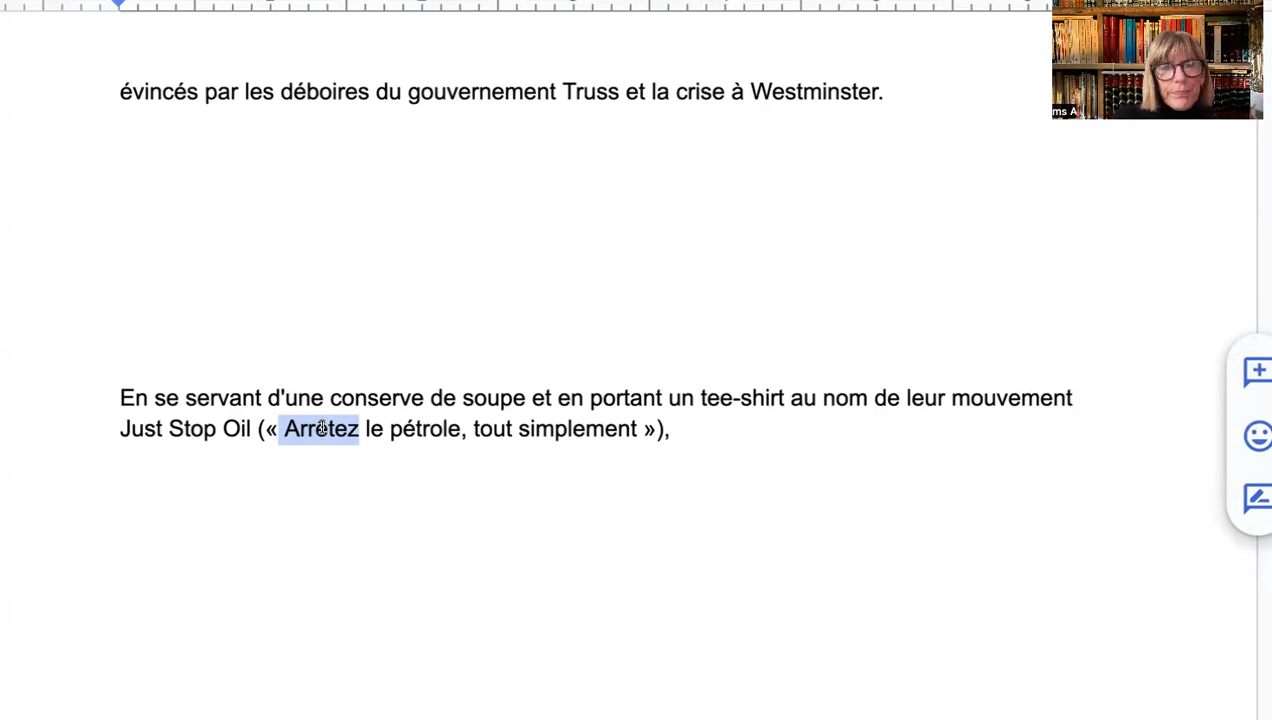 évincés par les déboires du gouvernement Truss et la crise à Westminster.
ms A
En se servant d'une conserve de soupe et en portant un tee-shirt au nom de leur mouvement
Just Stop Oil (« Arrêtez le pétrole, tout simplement »),